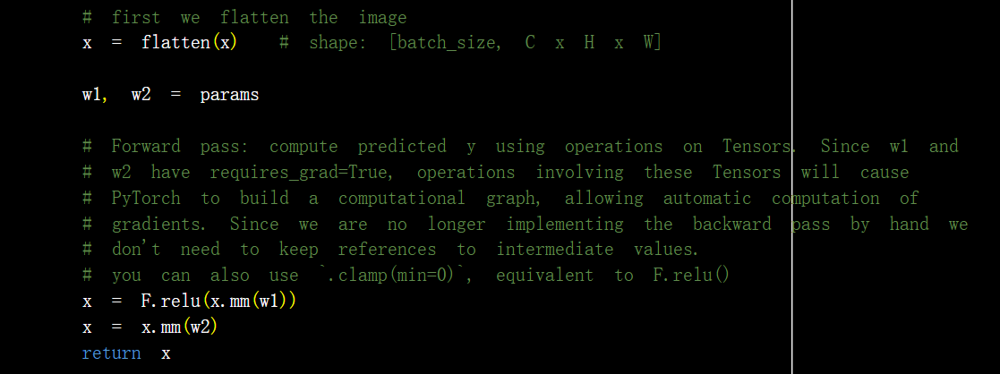 # first we flatten the image
x = flatten(x) # shape: [batch_size, C x H x W]
w1, w2 = params
# Forward pass: compute predicted y using operations on Tensors. Since w1 and
# w2 have requires_grad=True, operations involving these Tensors will cause
# PyTorch to build a computational graph, allowing automatic computation of
# gradients. Since we are no longer implementing the backward pass by hand we
# don't need to keep references to intermediate values.
# you can also use `.clamp(min=0)`, equivalent to F.relu()
x = F.relu(x.mm(w1))
x = x.mm(w2)
return x